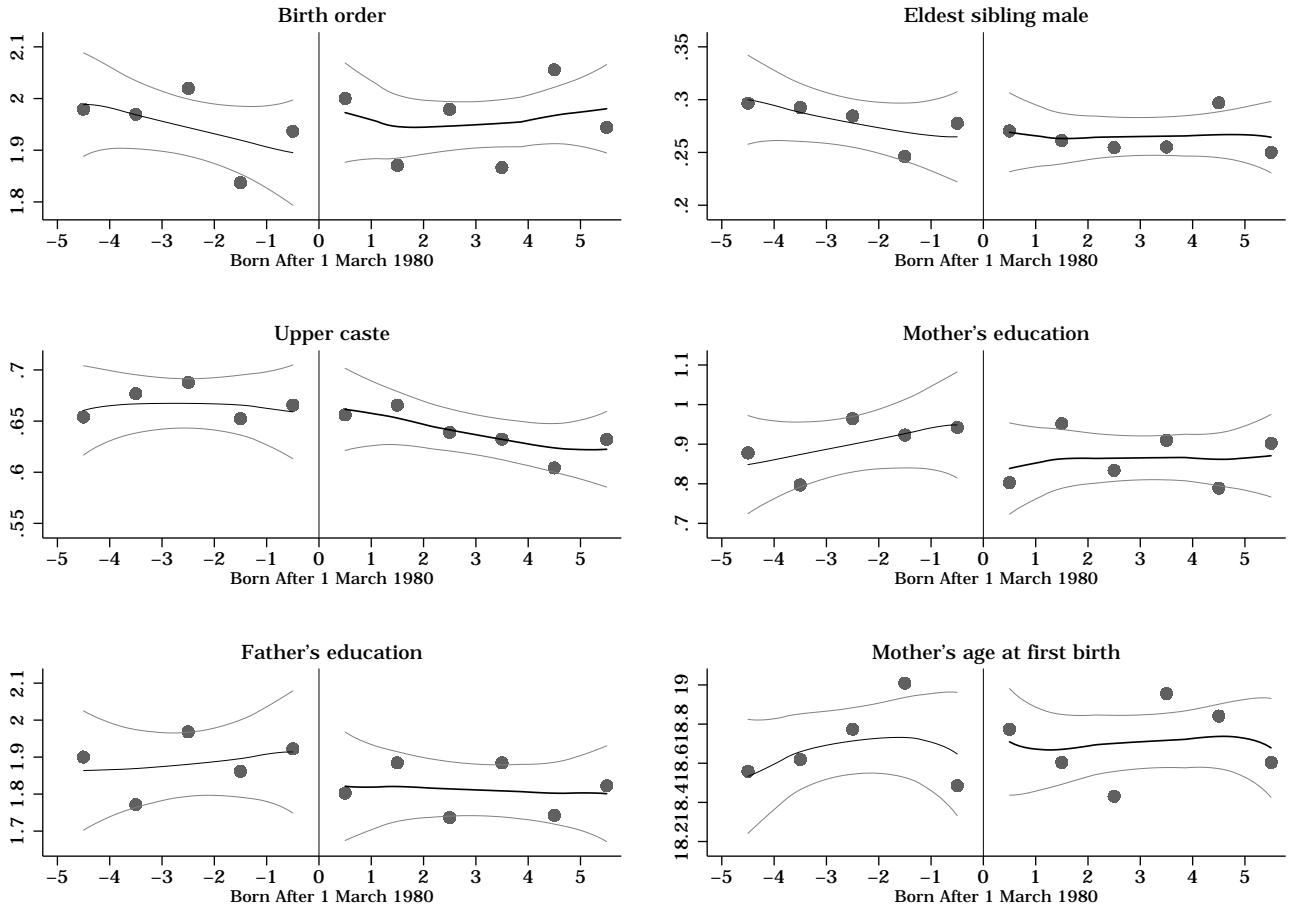 Birth order
2.1
2
1.9
1.8
−5 −4 −3 −2 −1 0 1 2 3 4 5
Born After 1 March 1980
Eldest sibling male
.35
.3
.25
.2
−5 −4 −3 −2 −1 0 1 2 3 4 5
Born After 1 March 1980
Upper caste
.7
.65
.6
.55
−5 −4 −3 −2 −1 0 1 2 3 4 5
Born After 1 March 1980
Mother's education
1.1
1
.9
.8
.7
−5 −4 −3 −2 −1 0 1 2 3 4 5
Born After 1 March 1980
Father's education
2.1
2
1.9
1.8
1.7
−5 −4 −3 −2 −1 0 1 2 3 4 5
Born After 1 March 1980
Mother's age at first birth
19
18.8
18.6
18.4
18.2
−5 −4 −3 −2 −1 0 1 2 3 4 5
Born After 1 March 1980